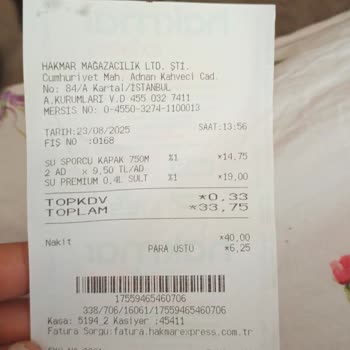 HAKMAR MAĞAZACILIK LTD. ŞTİ.
Cumhuriyet Mah. Adnan Kahveci Cad.
No: 84/A Kartal/İSTANBUL
A.KURUMLARI V.D 455 032 7411
MERSIS NO: 0-4550-3274-1100013
TARİH:23/08/2025 SAAT:13:56
FİŞ NO :0168
SU SPORCU KAPAK 750M %1 *14,75
2 AD x 9,50 TL/AD
SU PREMIUM 0,4L SULT %1 *19,00
TOPKDV *0,33
TOPLAM *33,75
Nakit *40,00
PARA ÜSTÜ *6,25
17559465460706
338/706/16061/17559465460706
Kasa: 5194_2 Kasiyer :45411
Fatura Sorgu:fatura.hakmarexpress.com.tr